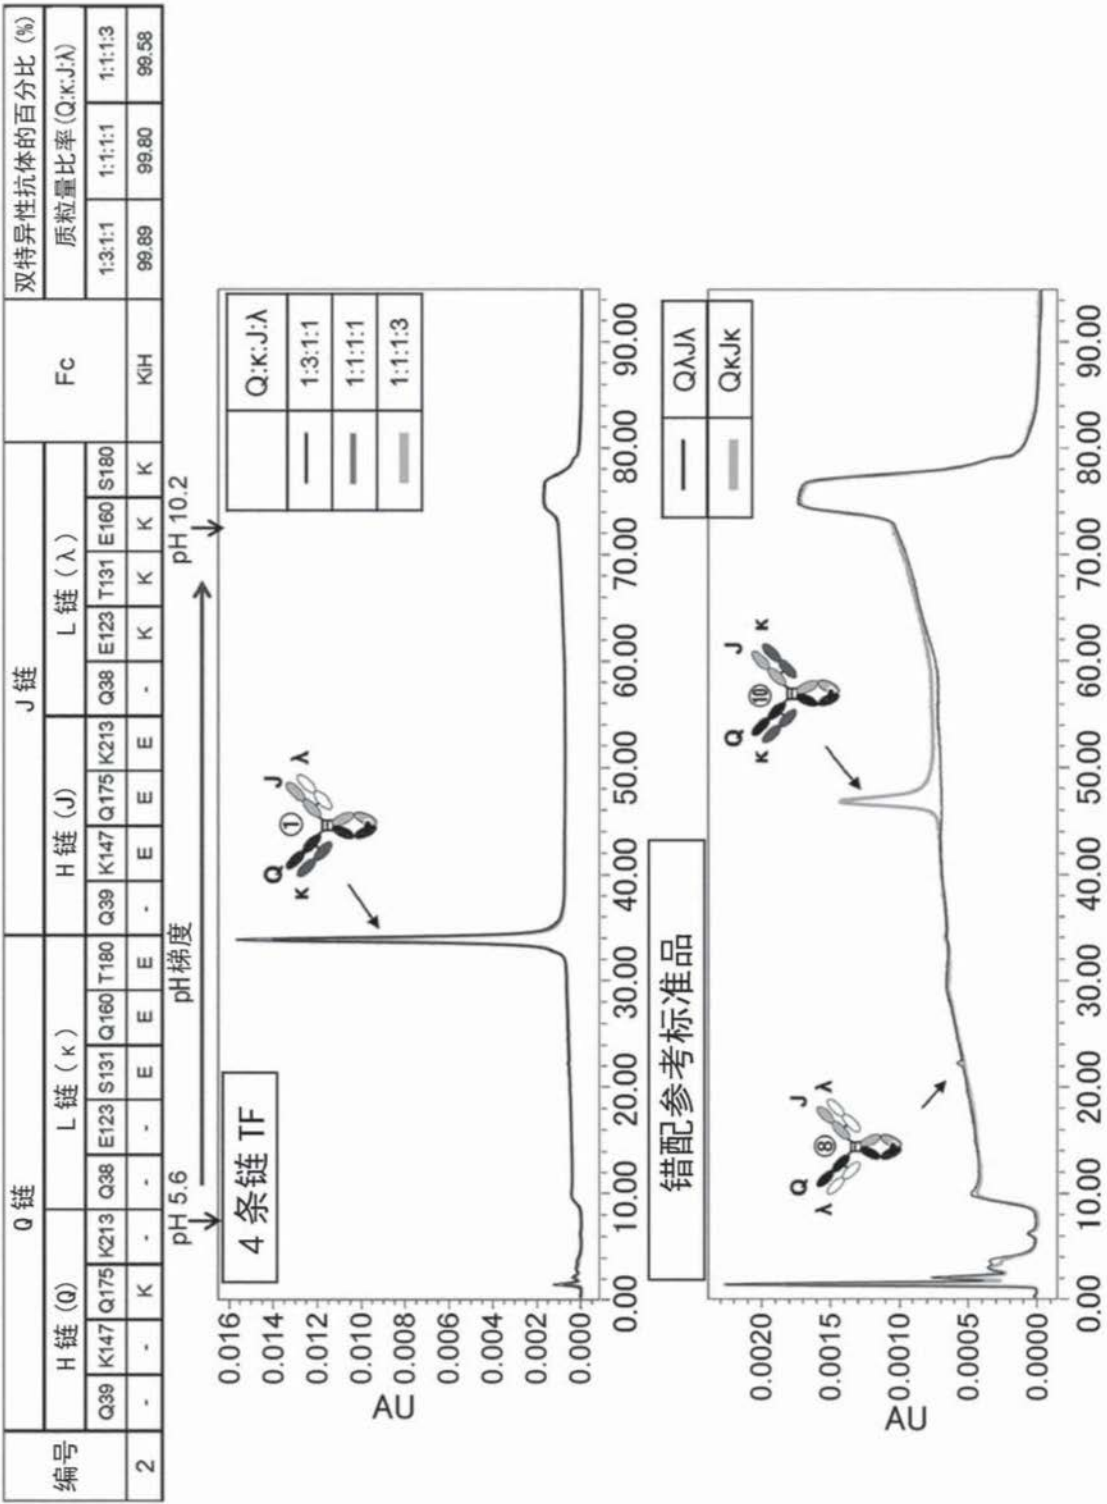 编号 Q链 J链 Fc 双特异性抗体的百分比 (%)
H链(Q) L链(κ) H链(J) L链(λ) 质粒量比率(Q:κ:J:λ)
Q39 K147 Q175 K213 Q38 E123 S131 Q160 T180 Q39 K147 Q175 K213 Q38 E123 T131 E160 S180 1:3:1:1 1:1:1:1 1:1:1:3
2 - - K - - - E E E - E E E - K K K K KiH 99.89 99.80 99.58
pH 5.6 pH梯度 pH 10.2
4条链 TF
Q:κ:J:λ
1:3:1:1
1:1:1:1
1:1:1:3
Q J
① λ
κ
AU
0.016
0.014
0.012
0.010
0.008
0.006
0.004
0.002
0.000
0.00 10.00 20.00 30.00 40.00 50.00 60.00 70.00 80.00 90.00
错配参考标准品
QλJλ
QκJκ
Q J
λ ⑧ λ
Q J
κ ⑩ κ
AU
0.0020
0.0015
0.0010
0.0005
0.0000
0.00 10.00 20.00 30.00 40.00 50.00 60.00 70.00 80.00 90.00